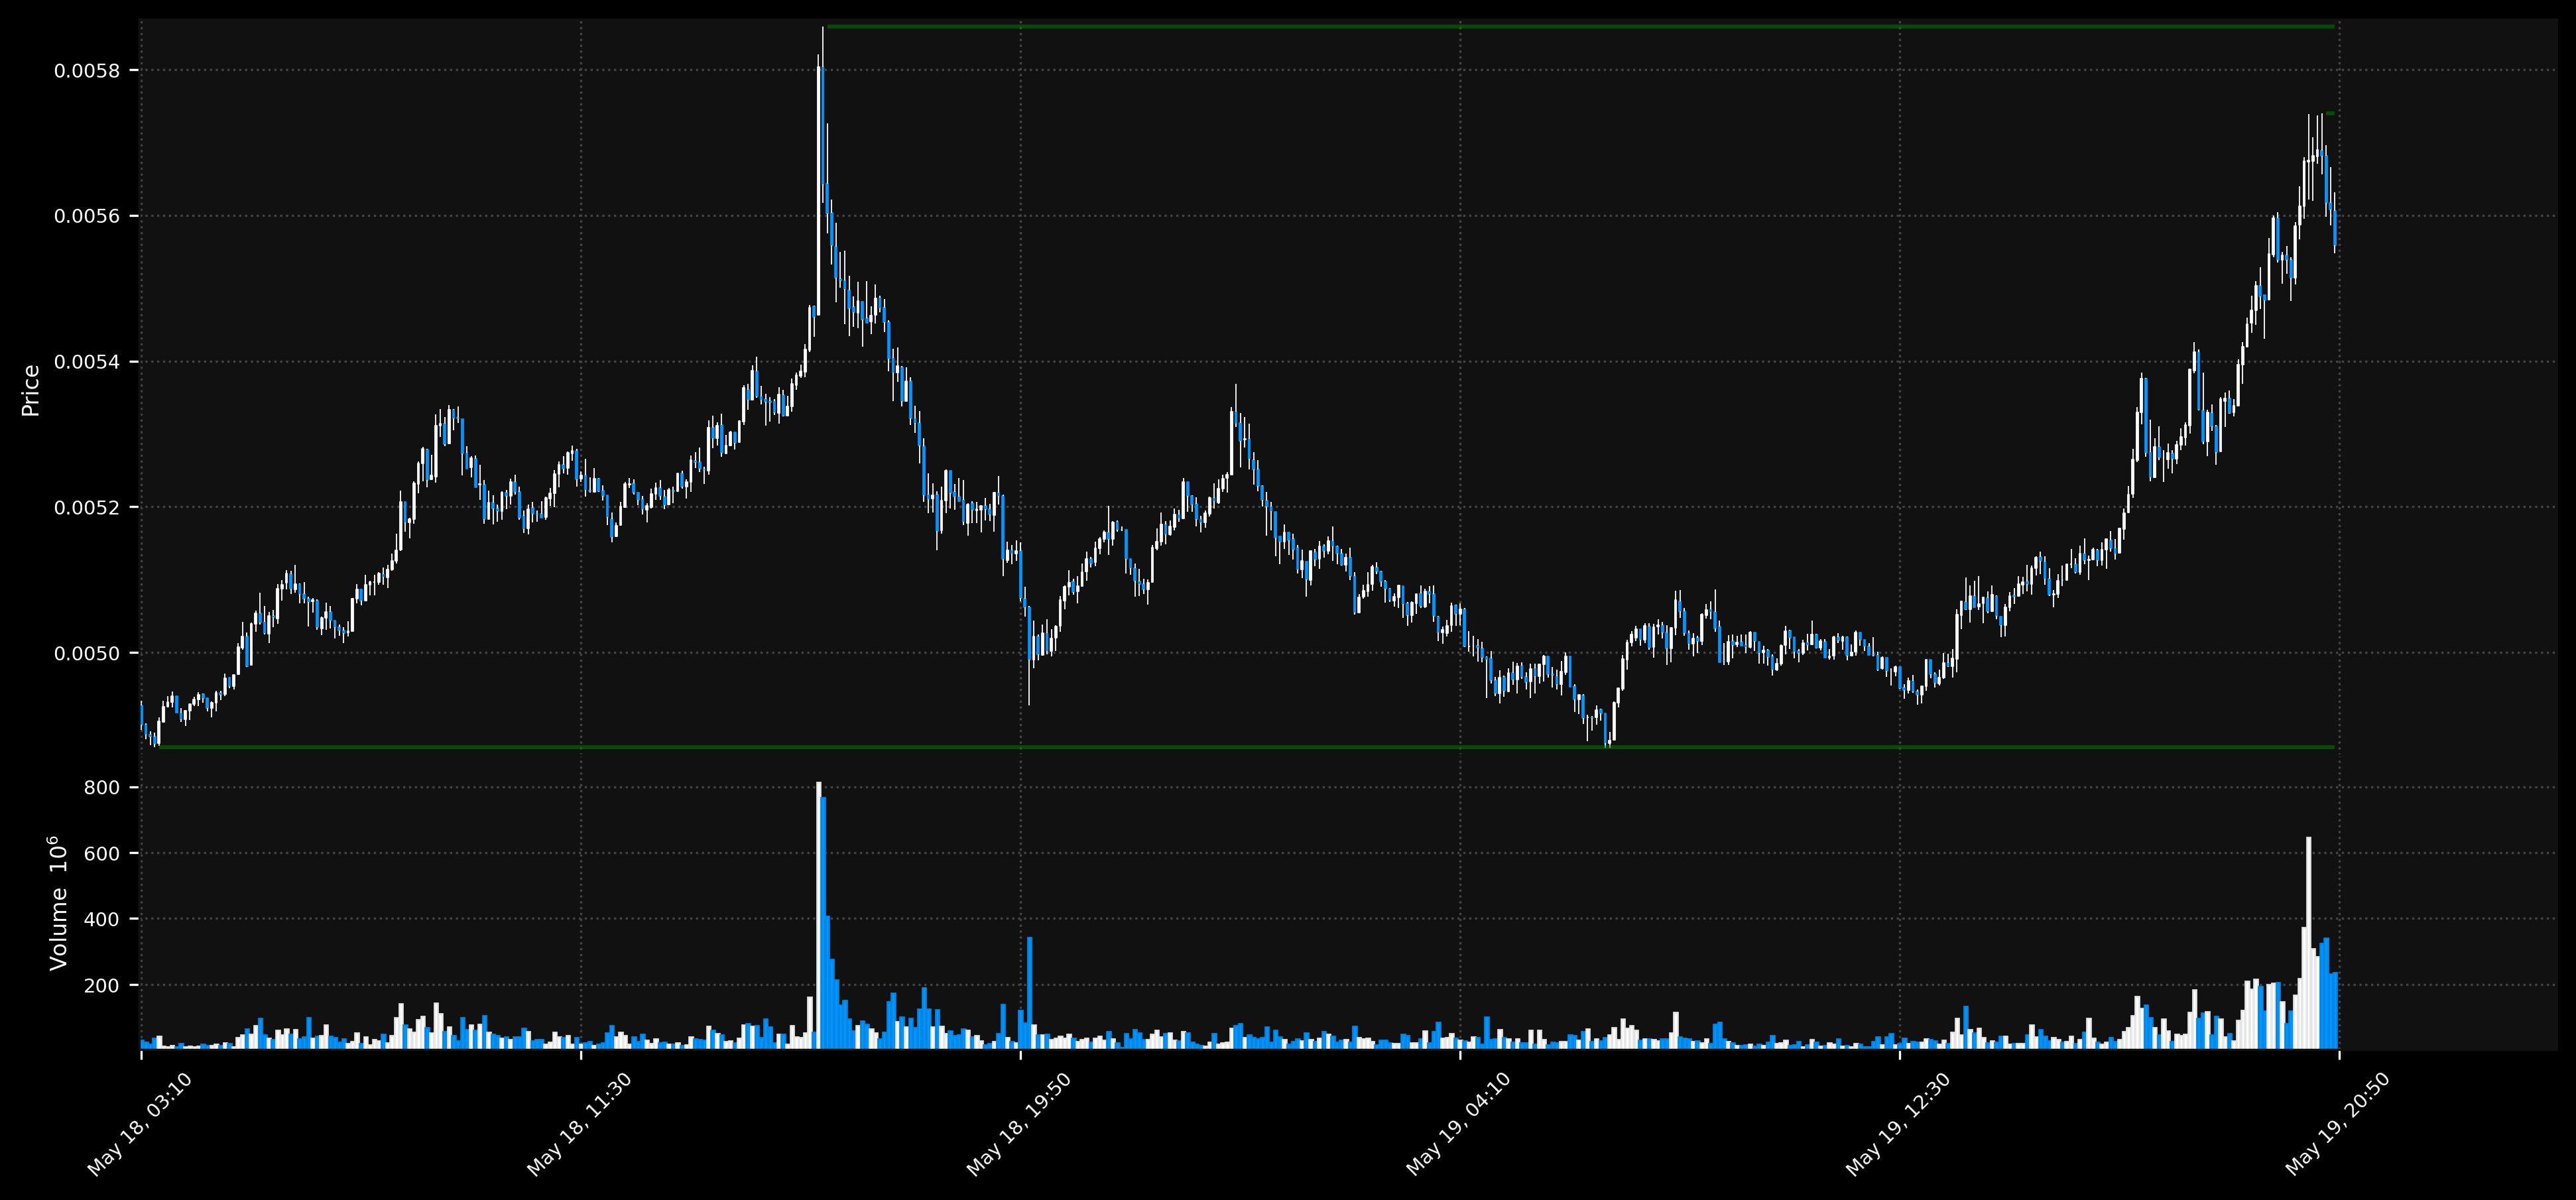 0.0058
0.0056
0.0054
0.0052
0.0050
Price
800
600
400
200
Volume 10⁶
May 18, 03:10
May 18, 11:30
May 18, 19:50
May 19, 04:10
May 19, 12:30
May 19, 20:50